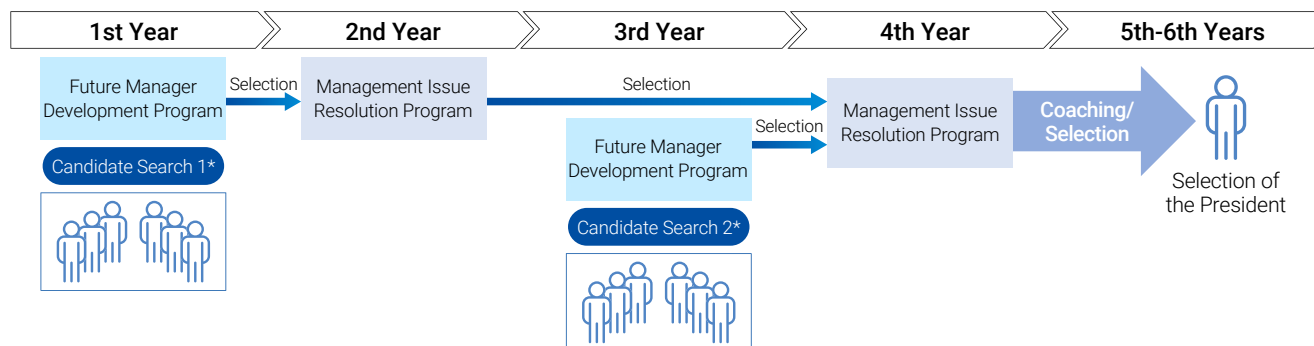 1st Year
2nd Year
3rd Year
4th Year
5th-6th Years
Future Manager
Development Program
Selection
Management Issue
Resolution Program
Selection
Candidate Search 1*
Future Manager
Development Program
Selection
Candidate Search 2*
Management Issue
Resolution Program
Coaching/
Selection
Selection of
the President